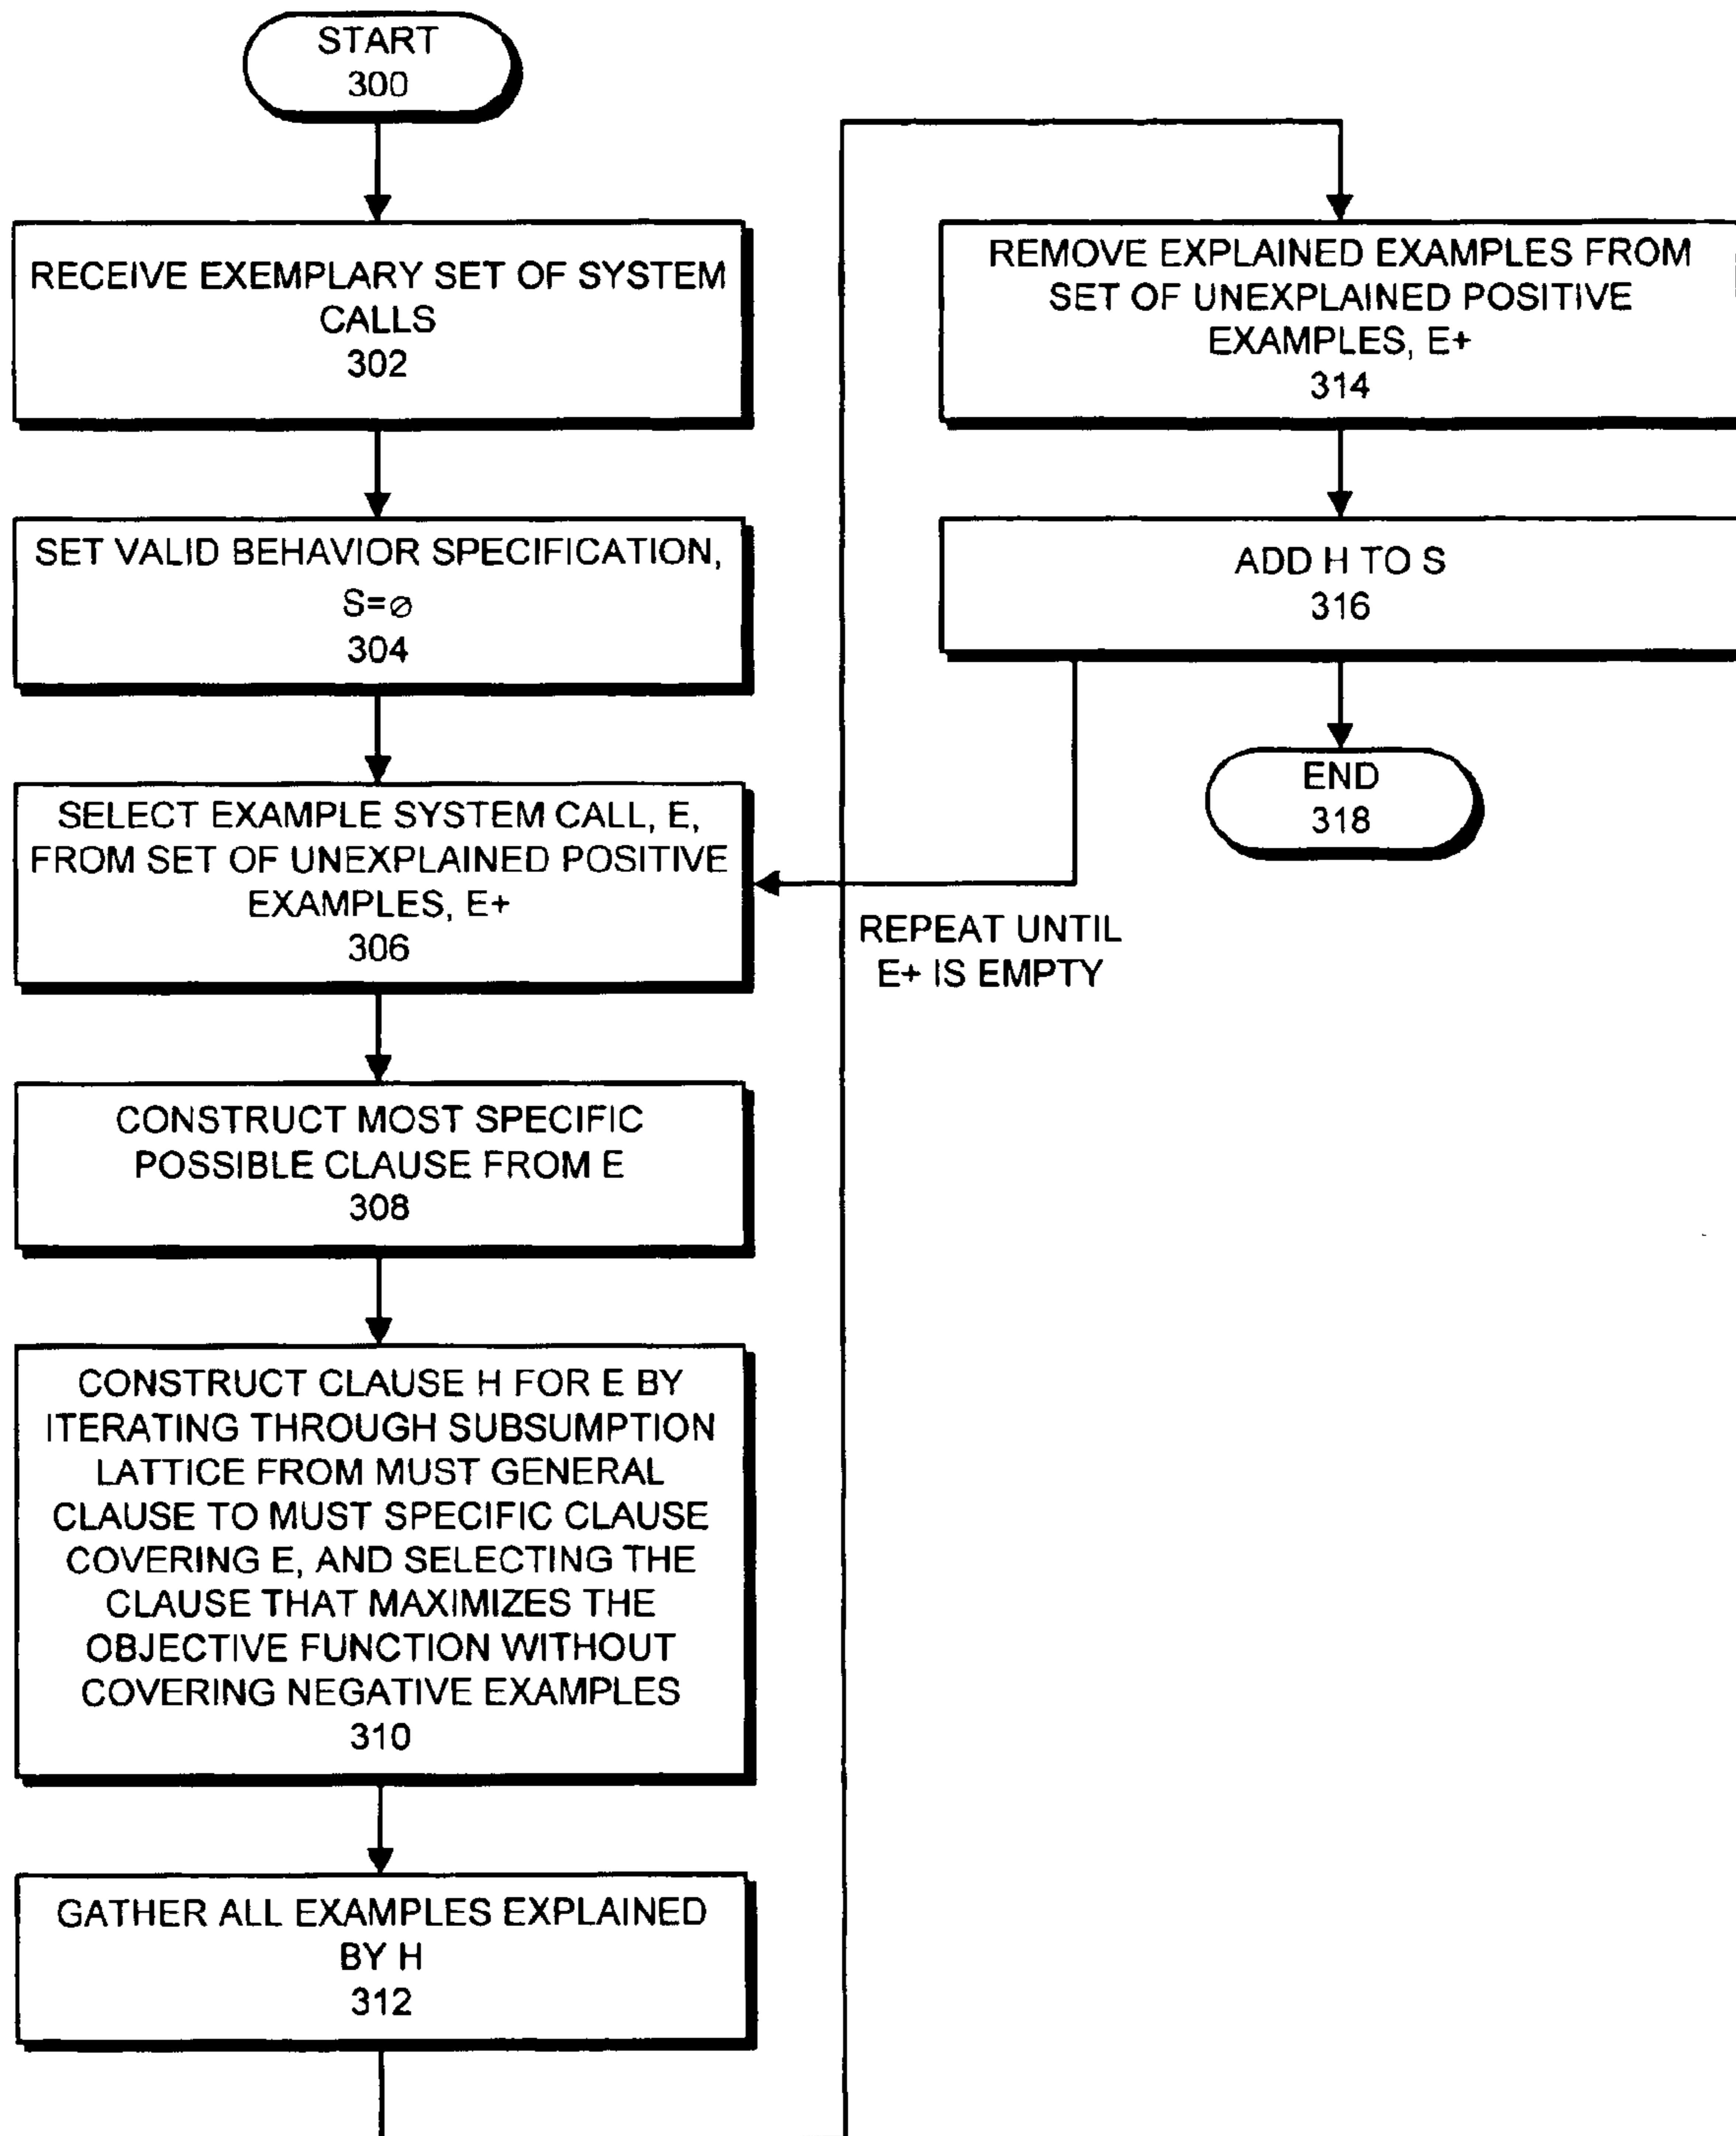 START
300
RECEIVE EXEMPLARY SET OF SYSTEM
CALLS
302
SET VALID BEHAVIOR SPECIFICATION,
S=∅
304
SELECT EXAMPLE SYSTEM CALL, E,
FROM SET OF UNEXPLAINED POSITIVE
EXAMPLES, E+
306
CONSTRUCT MOST SPECIFIC
POSSIBLE CLAUSE FROM E
308
CONSTRUCT CLAUSE H FOR E BY
ITERATING THROUGH SUBSUMPTION
LATTICE FROM MUST GENERAL
CLAUSE TO MUST SPECIFIC CLAUSE
COVERING E, AND SELECTING THE
CLAUSE THAT MAXIMIZES THE
OBJECTIVE FUNCTION WITHOUT
COVERING NEGATIVE EXAMPLES
310
GATHER ALL EXAMPLES EXPLAINED
BY H
312
REMOVE EXPLAINED EXAMPLES FROM
SET OF UNEXPLAINED POSITIVE
EXAMPLES, E+
314
ADD H TO S
316
END
318
REPEAT UNTIL
E+ IS EMPTY